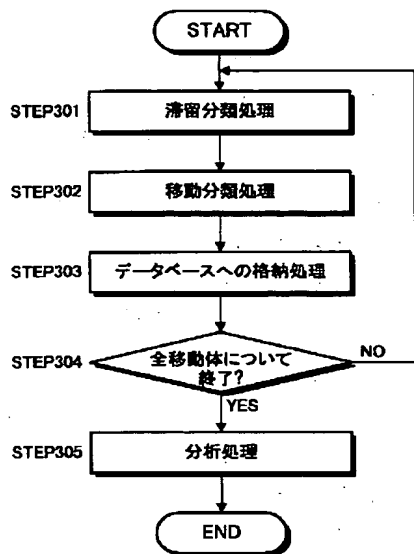 START
STEP301
滞留分類処理
STEP302
移動分類処理
STEP303
データベースへの格納処理
STEP304
全移動体について
終了?
NO
YES
STEP305
分析処理
END